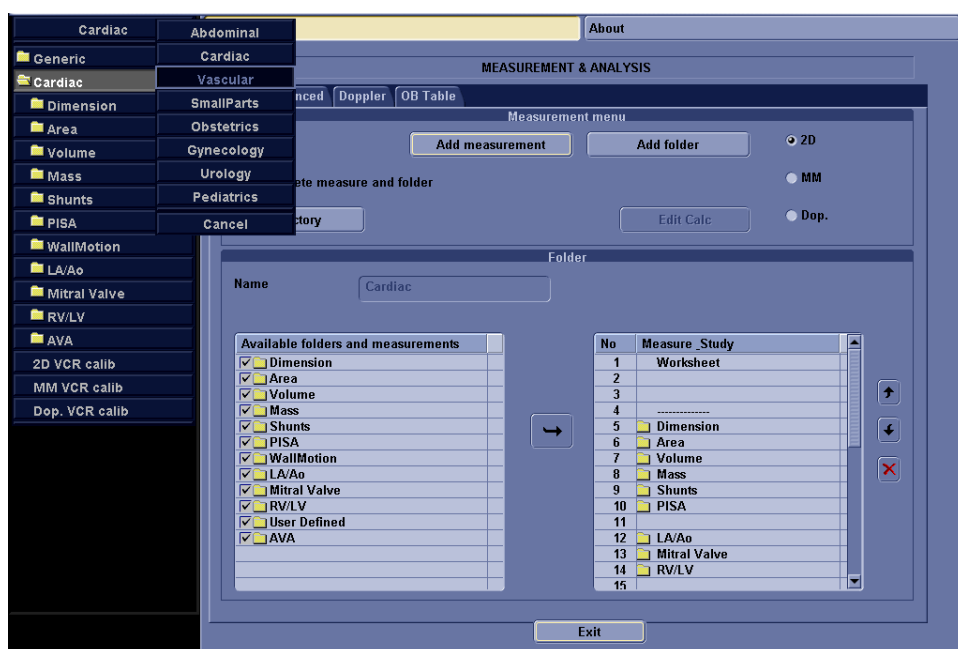 Cardiac
Generic
Cardiac
Dimension
Area
Volume
Mass
Shunts
PISA
WallMotion
LA/Ao
Mitral Valve
RV/LV
AVA
2D VCR calib
MM VCR calib
Dop. VCR calib
Abdominal
Cardiac
Vascular
SmallParts
Obstetrics
Gynecology
Urology
Pediatrics
Cancel
About
MEASUREMENT & ANALYSIS
Doppler OB Table
Measurement menu
Add measurement Add folder 2D
measure and folder MM
Edit Calc Dop.
Folder
Name Cardiac
Available folders and measurements
Dimension
Area
Volume
Mass
Shunts
PISA
WallMotion
LA/Ao
Mitral Valve
RV/LV
User Defined
AVA
No Measure _Study
1 Worksheet
2
3
4 -------------
5 Dimension
6 Area
7 Volume
8 Mass
9 Shunts
10 PISA
11
12 LA/Ao
13 Mitral Valve
14 RV/LV
15
Exit